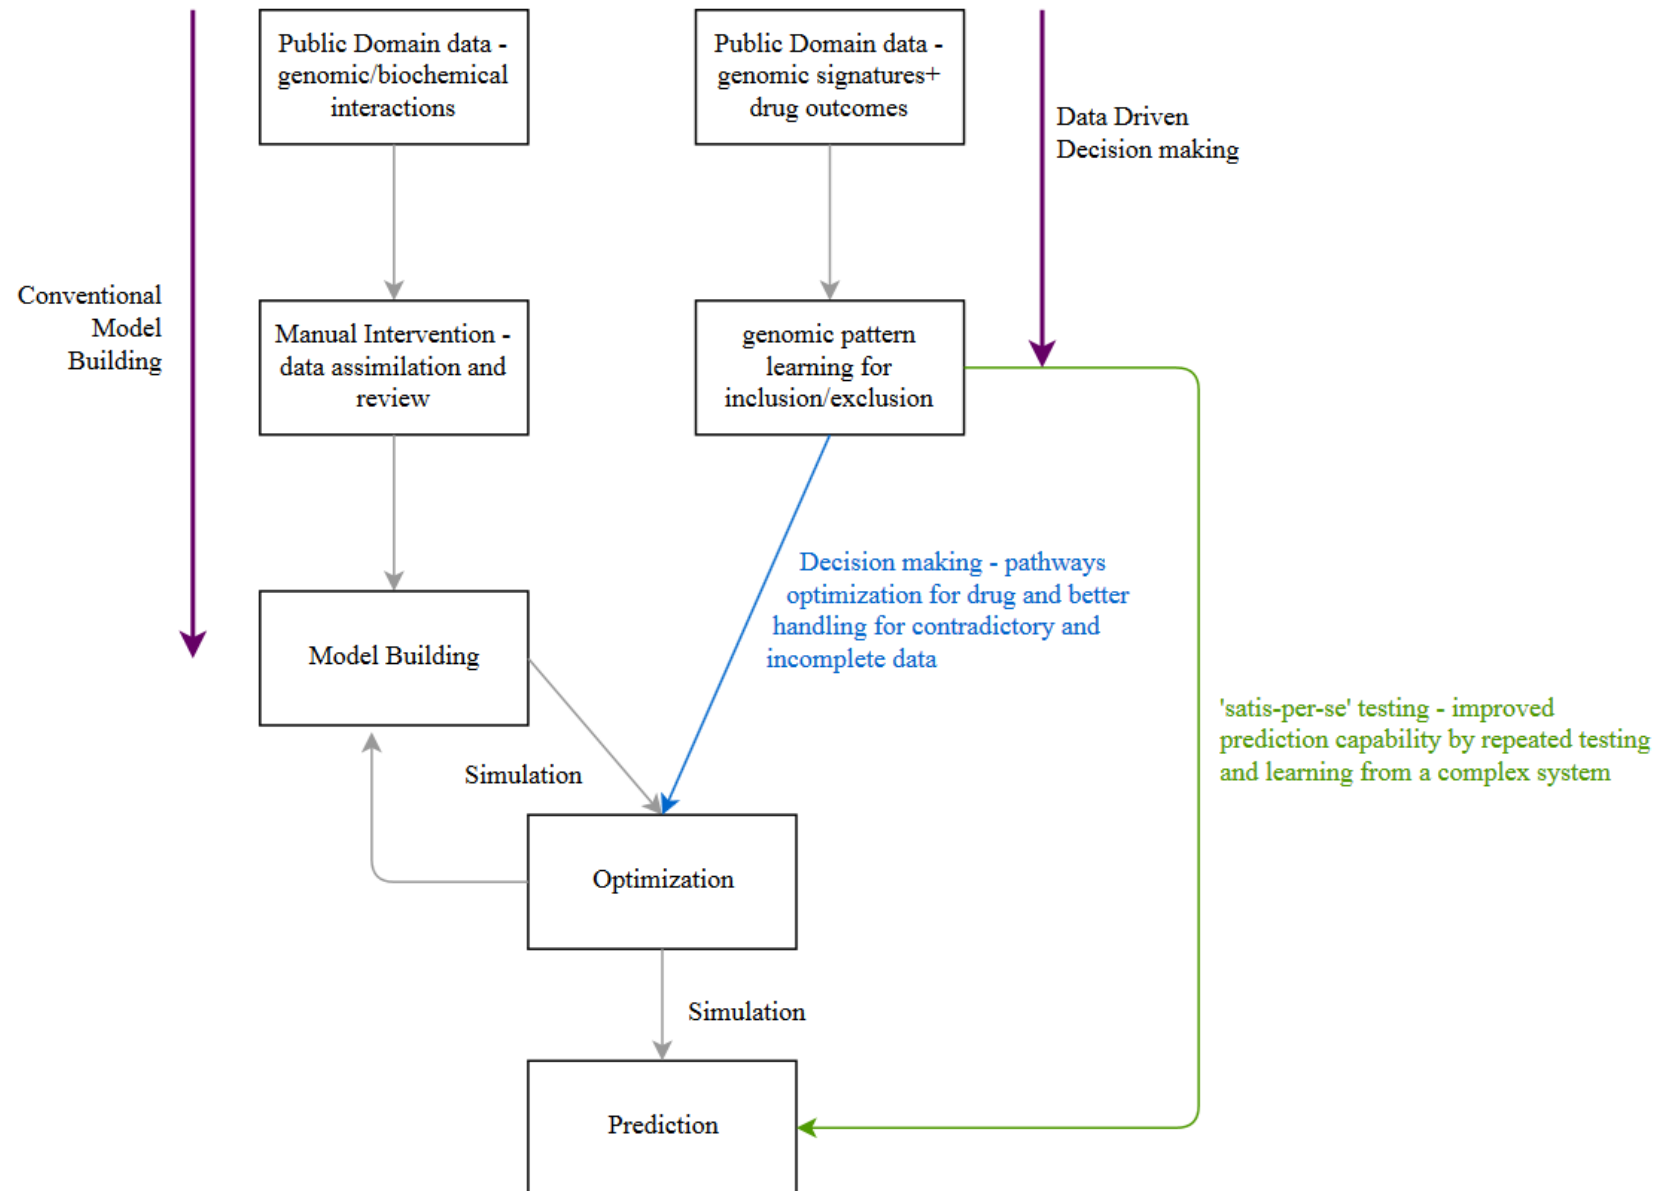 Public Domain data -
genomic/biochemical
interactions
Public Domain data -
genomic signatures+
drug outcomes
Data Driven
Decision making
Conventional
Model
Building
Manual Intervention -
data assimilation and
review
genomic pattern
learning for
inclusion/exclusion
Decision making - pathways
optimization for drug and better
handling for contradictory and
incomplete data
Model Building
'satis-per-se' testing - improved
prediction capability by repeated testing
and learning from a complex system
Simulation
Optimization
Simulation
Prediction